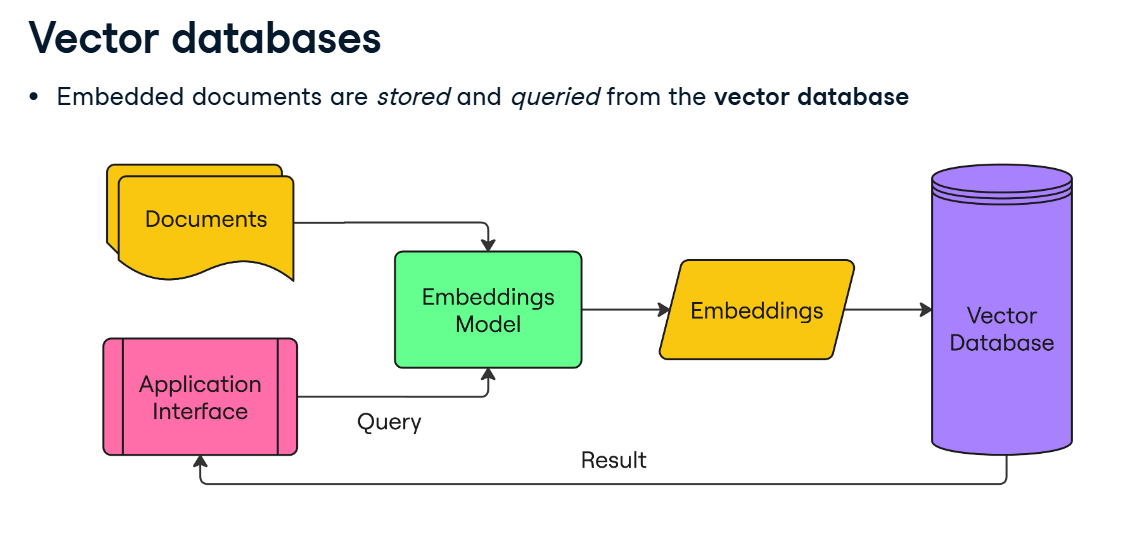 Vector databases
• Embedded documents are stored and queried from the vector database
Documents
Embeddings
Model
Embeddings
Vector
Database
Application
Interface
Query
Result